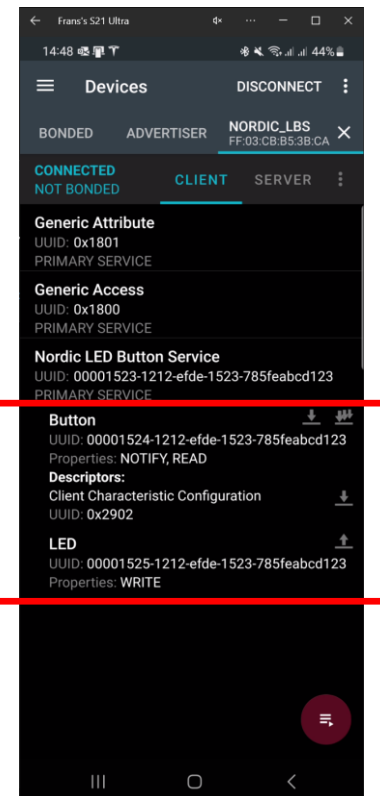 Frans's S21 Ultra
14:48 44%
Devices DISCONNECT
BONDED ADVERTISER NORDIC_LBS
FF:03:CB:B5:3B:CA
CONNECTED
NOT BONDED CLIENT SERVER
Generic Attribute
UUID: 0x1801
PRIMARY SERVICE
Generic Access
UUID: 0x1800
PRIMARY SERVICE
Nordic LED Button Service
UUID: 00001523-1212-efde-1523-785feabcd123
PRIMARY SERVICE
Button
UUID: 00001524-1212-efde-1523-785feabcd123
Properties: NOTIFY, READ
Descriptors:
Client Characteristic Configuration
UUID: 0x2902
LED
UUID: 00001525-1212-efde-1523-785feabcd123
Properties: WRITE